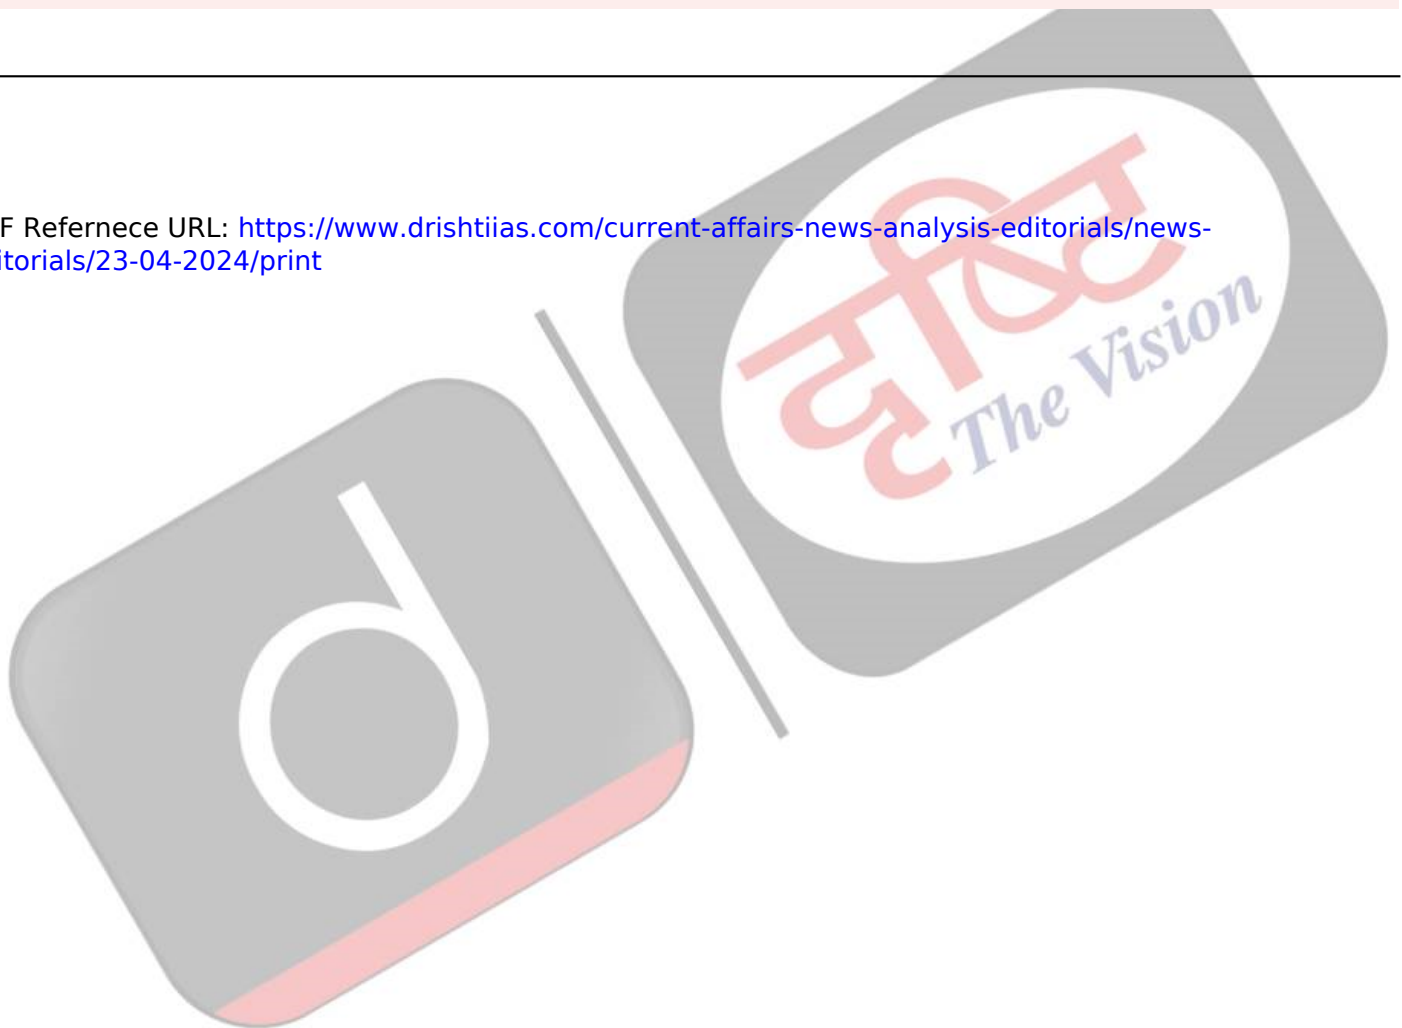 F Refernece URL: https://www.drishtiias.com/current-affairs-news-analysis-editorials/news-
itorials/23-04-2024/print
दृष्टि
The Vision
d